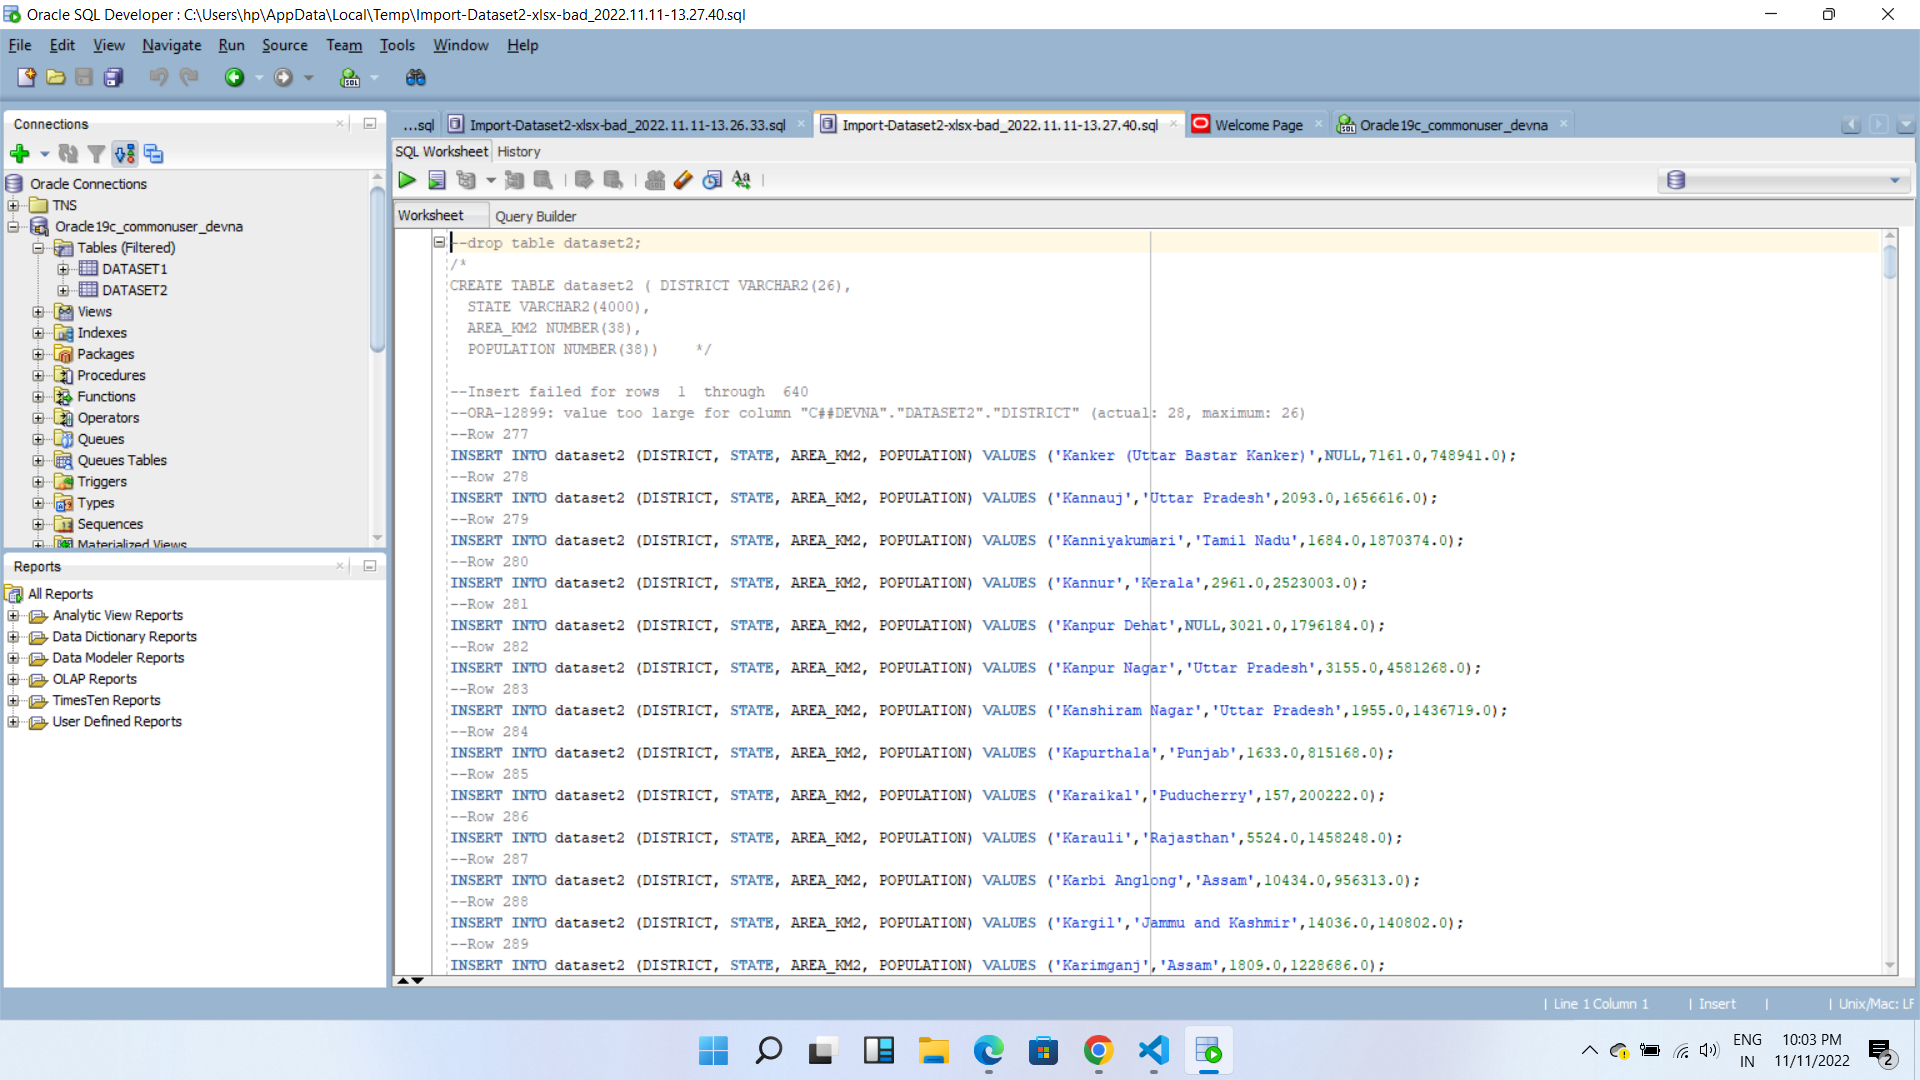 Oracle SQL Developer : C:\Users\hp\AppData\Local\Temp\Import-Dataset2-xlsx-bad_2022.11.11-13.27.40.sql
File Edit View Navigate Run Source Team Tools Window Help
Connections
Oracle Connections
TNS
Oracle19c_commonuser_devna
Tables (Filtered)
DATASET1
DATASET2
Views
Indexes
Packages
Procedures
Functions
Operators
Queues
Queues Tables
Triggers
Types
Sequences
Materialized Views
Reports
All Reports
Analytic View Reports
Data Dictionary Reports
Data Modeler Reports
OLAP Reports
TimesTen Reports
User Defined Reports
...sql Import-Dataset2-xlsx-bad_2022.11.11-13.26.33.sql Import-Dataset2-xlsx-bad_2022.11.11-13.27.40.sql Welcome Page Oracle19c_commonuser_devna
SQL Worksheet History
Worksheet Query Builder
--drop table dataset2;
/*
CREATE TABLE dataset2 ( DISTRICT VARCHAR2(26),
STATE VARCHAR2(4000),
AREA_KM2 NUMBER(38),
POPULATION NUMBER(38)) */
--Insert failed for rows 1 through 640
--ORA-12899: value too large for column "C##DEVNA"."DATASET2"."DISTRICT" (actual: 28, maximum: 26)
--Row 277
INSERT INTO dataset2 (DISTRICT, STATE, AREA_KM2, POPULATION) VALUES ('Kanker (Uttar Bastar Kanker)',NULL,7161.0,748941.0);
--Row 278
INSERT INTO dataset2 (DISTRICT, STATE, AREA_KM2, POPULATION) VALUES ('Kannauj','Uttar Pradesh',2093.0,1656616.0);
--Row 279
INSERT INTO dataset2 (DISTRICT, STATE, AREA_KM2, POPULATION) VALUES ('Kanniyakumari','Tamil Nadu',1684.0,1870374.0);
--Row 280
INSERT INTO dataset2 (DISTRICT, STATE, AREA_KM2, POPULATION) VALUES ('Kannur','Kerala',2961.0,2523003.0);
--Row 281
INSERT INTO dataset2 (DISTRICT, STATE, AREA_KM2, POPULATION) VALUES ('Kanpur Dehat',NULL,3021.0,1796184.0);
--Row 282
INSERT INTO dataset2 (DISTRICT, STATE, AREA_KM2, POPULATION) VALUES ('Kanpur Nagar','Uttar Pradesh',3155.0,4581268.0);
--Row 283
INSERT INTO dataset2 (DISTRICT, STATE, AREA_KM2, POPULATION) VALUES ('Kanshiram Nagar','Uttar Pradesh',1955.0,1436719.0);
--Row 284
INSERT INTO dataset2 (DISTRICT, STATE, AREA_KM2, POPULATION) VALUES ('Kapurthala','Punjab',1633.0,815168.0);
--Row 285
INSERT INTO dataset2 (DISTRICT, STATE, AREA_KM2, POPULATION) VALUES ('Karaikal','Puducherry',157,200222.0);
--Row 286
INSERT INTO dataset2 (DISTRICT, STATE, AREA_KM2, POPULATION) VALUES ('Karauli','Rajasthan',5524.0,1458248.0);
--Row 287
INSERT INTO dataset2 (DISTRICT, STATE, AREA_KM2, POPULATION) VALUES ('Karbi Anglong','Assam',10434.0,956313.0);
--Row 288
INSERT INTO dataset2 (DISTRICT, STATE, AREA_KM2, POPULATION) VALUES ('Kargil','Jammu and Kashmir',14036.0,140802.0);
--Row 289
INSERT INTO dataset2 (DISTRICT, STATE, AREA_KM2, POPULATION) VALUES ('Karimganj','Assam',1809.0,1228686.0);
| Line 1 Column 1 | Insert | | Unix/Mac: LF
ENG
IN
10:03 PM
11/11/2022
2